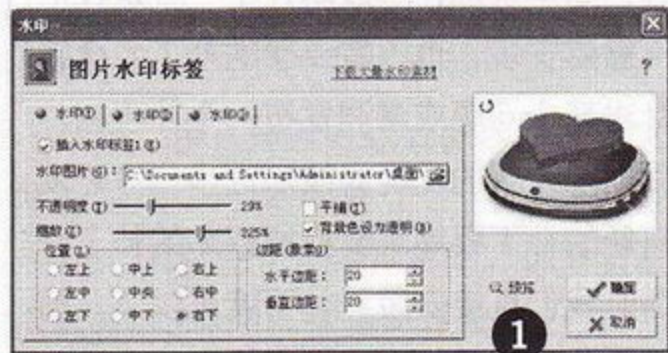 水印
图片水印标签
下载大量水印素材
?
水印① 水印② 水印③
插入水印标签1(E)
水印图片(G): C:\Documents and Settings\Administrator\桌面\
不透明度(T) 29% 平铺(T)
缩放(Z) 225% 背景色设为透明(B)
位置(L) 边距(像素)
左上 中上 右上 水平边距: 20
左中 中央 右中 垂直边距: 20
左下 中下 右下
预览 确定
取消
1